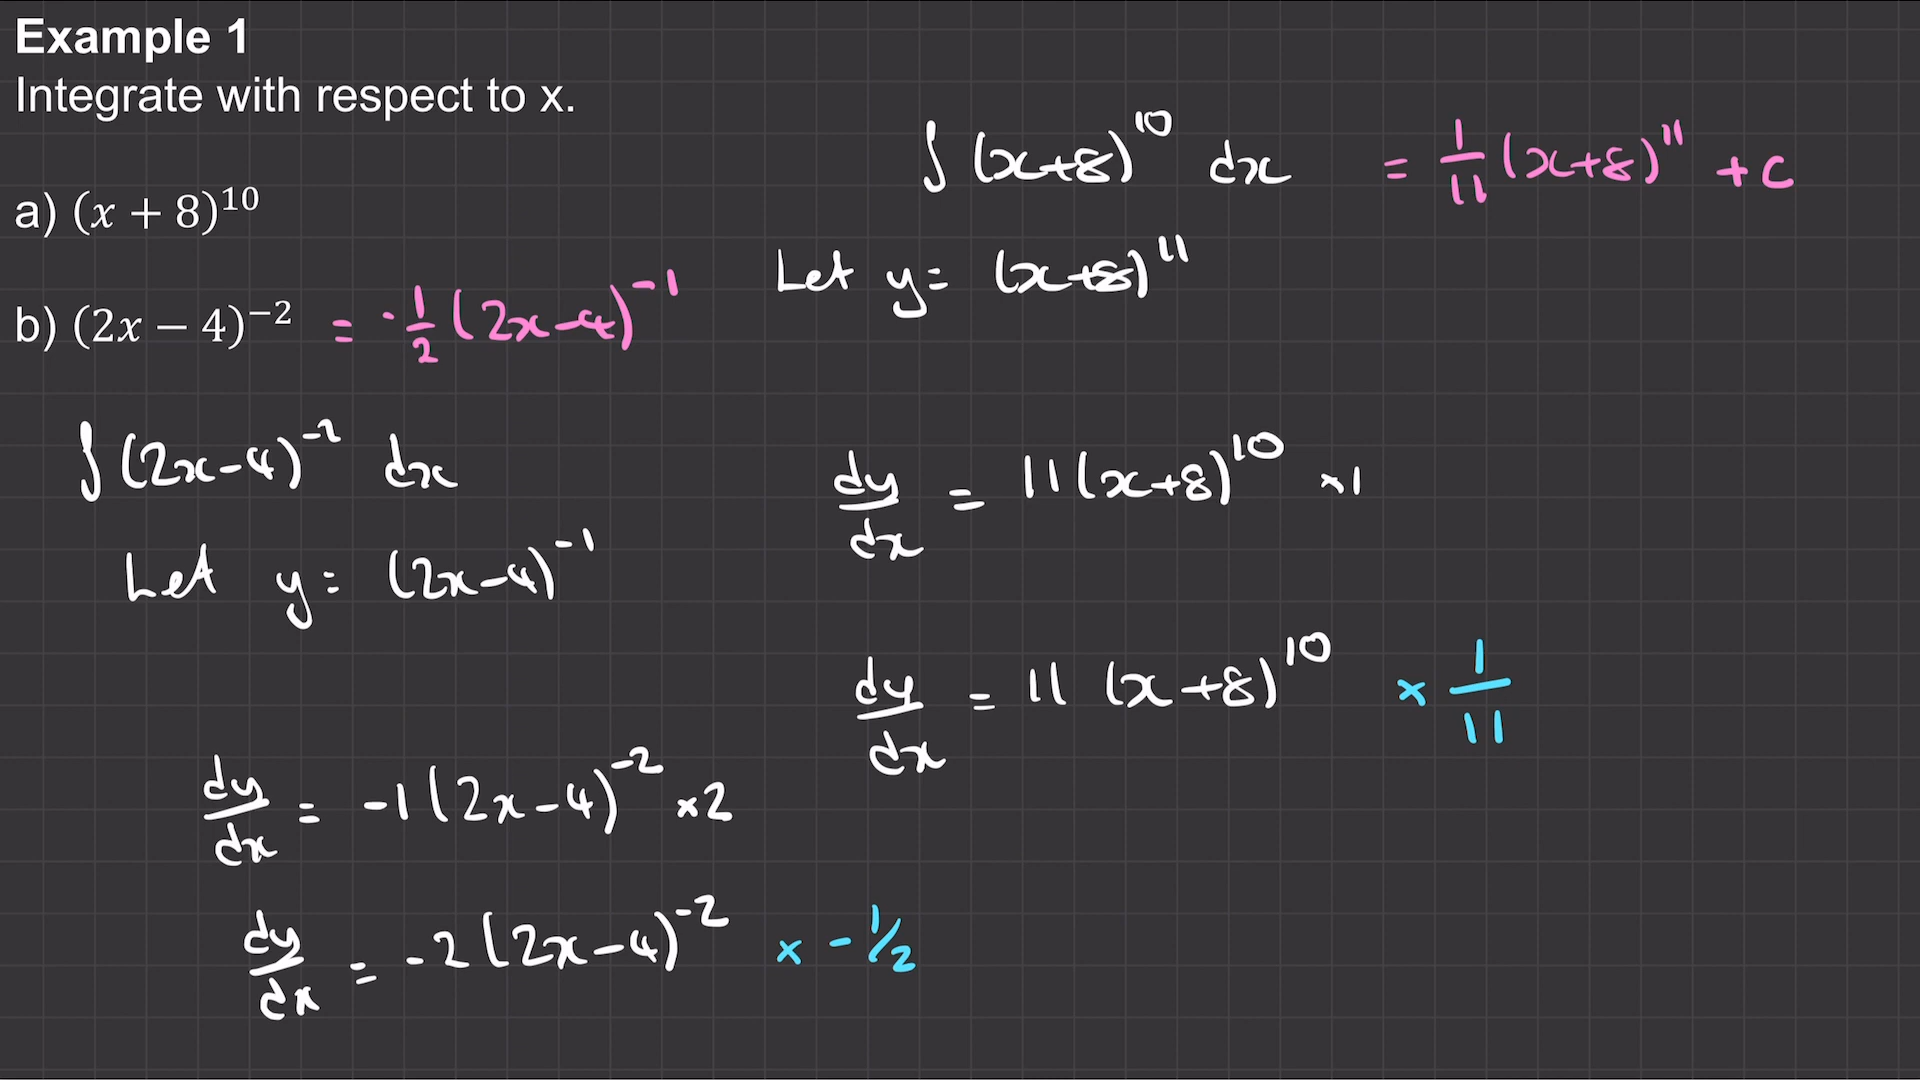 Example 1
Integrate with respect to x.
a) (x + 8)¹⁰
b) (2x − 4)⁻² = -½(2x-4)⁻¹
∫(2x-4)⁻² dx
Let y = (2x-4)⁻¹
dy/dx = -1(2x-4)⁻² ×2
dy/dx = -2(2x-4)⁻² × -1/2
∫(x+8)¹⁰ dx = 1/11(x+8)¹¹ + c
Let y = (x+8)¹¹
dy/dx = 11(x+8)¹⁰ ×1
dy/dx = 11 (x+8)¹⁰ × 1/11